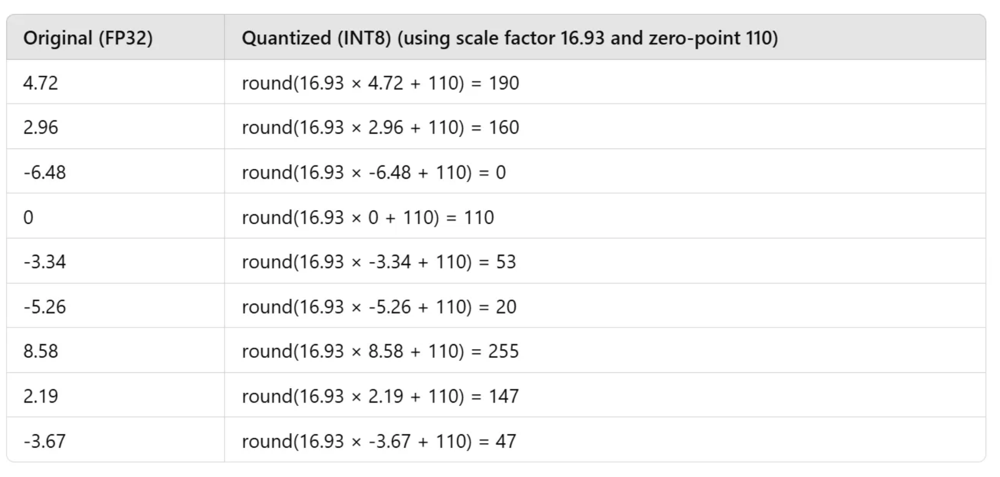 Original (FP32) Quantized (INT8) (using scale factor 16.93 and zero-point 110)
4.72 round(16.93 × 4.72 + 110) = 190
2.96 round(16.93 × 2.96 + 110) = 160
-6.48 round(16.93 × -6.48 + 110) = 0
0 round(16.93 × 0 + 110) = 110
-3.34 round(16.93 × -3.34 + 110) = 53
-5.26 round(16.93 × -5.26 + 110) = 20
8.58 round(16.93 × 8.58 + 110) = 255
2.19 round(16.93 × 2.19 + 110) = 147
-3.67 round(16.93 × -3.67 + 110) = 47